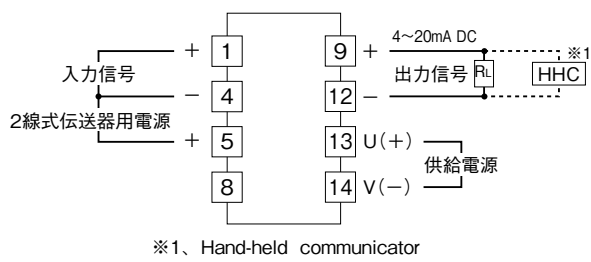 4～20mA DC
＋ 1 9 ＋ ※1
入力信号 出力信号 RL HHC
－ 4 12 －
2線式伝送器用電源
＋ 5 13 U(＋)
供給電源
8 14 V(－)
※1、Hand-held communicator